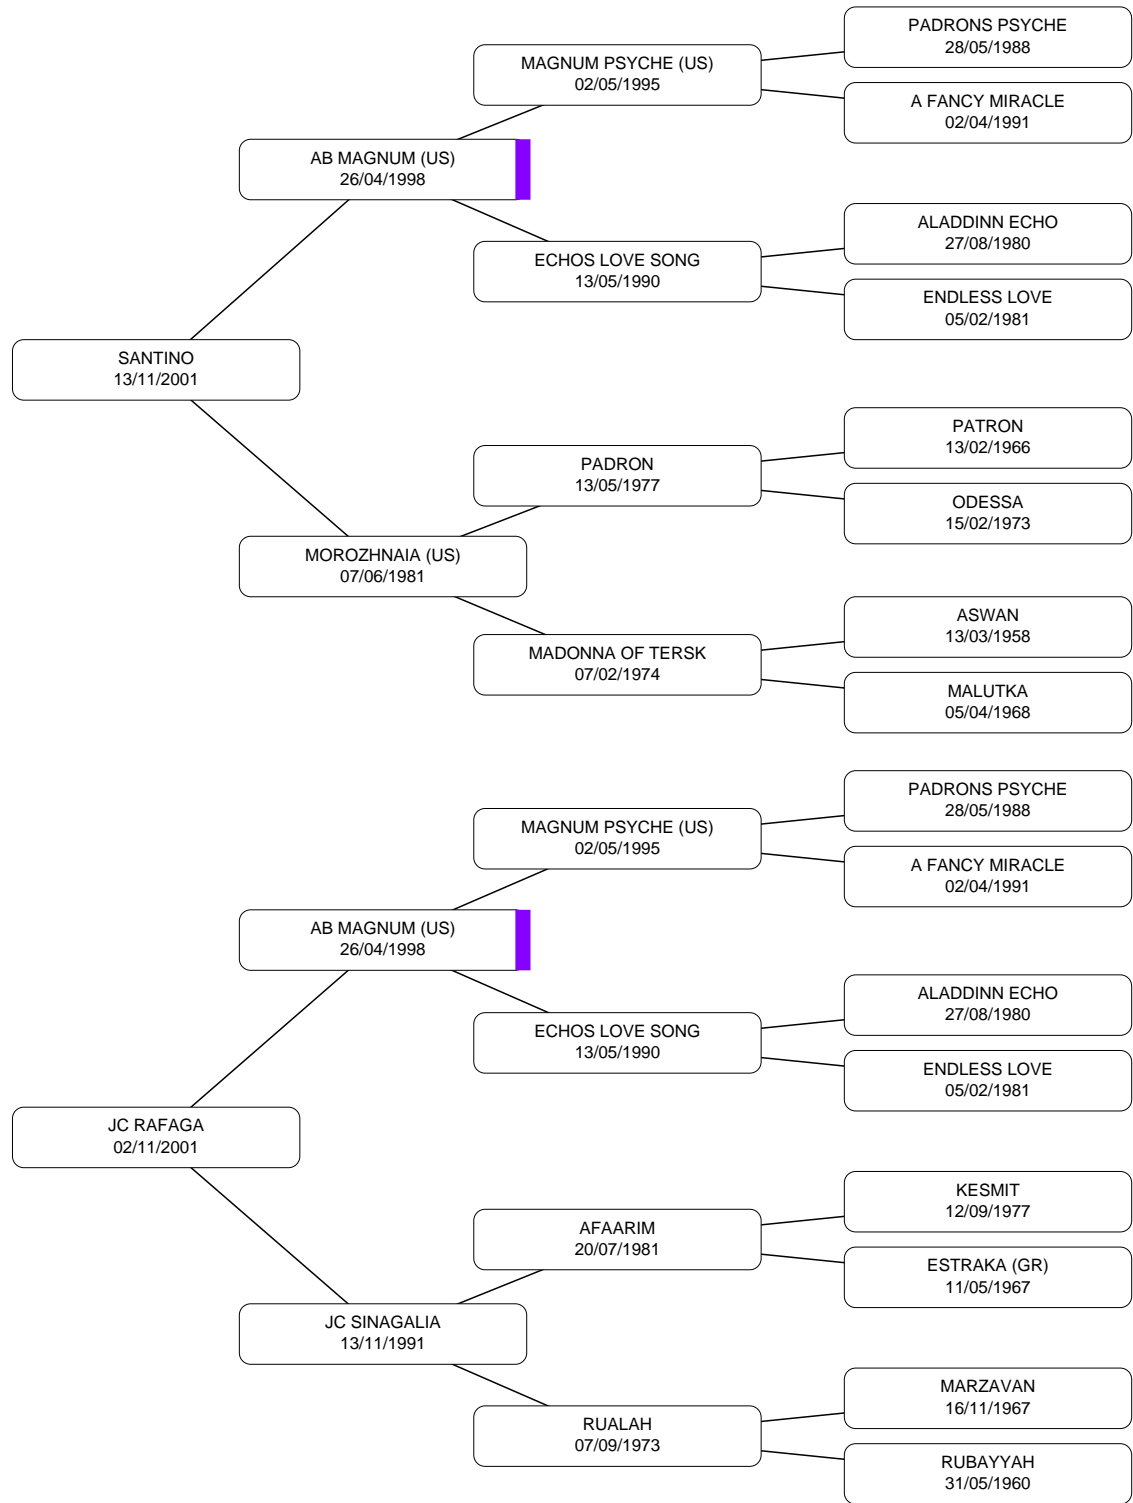 PADRONS PSYCHE
28/05/1988
MAGNUM PSYCHE (US)
02/05/1995
A FANCY MIRACLE
02/04/1991
AB MAGNUM (US)
26/04/1998
ALADDINN ECHO
27/08/1980
ECHOS LOVE SONG
13/05/1990
ENDLESS LOVE
05/02/1981
SANTINO
13/11/2001
PATRON
13/02/1966
PADRON
13/05/1977
ODESSA
15/02/1973
MOROZHNAIA (US)
07/06/1981
ASWAN
13/03/1958
MADONNA OF TERSK
07/02/1974
MALUTKA
05/04/1968
PADRONS PSYCHE
28/05/1988
MAGNUM PSYCHE (US)
02/05/1995
A FANCY MIRACLE
02/04/1991
AB MAGNUM (US)
26/04/1998
ALADDINN ECHO
27/08/1980
ECHOS LOVE SONG
13/05/1990
ENDLESS LOVE
05/02/1981
JC RAFAGA
02/11/2001
KESMIT
12/09/1977
AFAARIM
20/07/1981
ESTRAKA (GR)
11/05/1967
JC SINAGALIA
13/11/1991
MARZAVAN
16/11/1967
RUALAH
07/09/1973
RUBAYYAH
31/05/1960